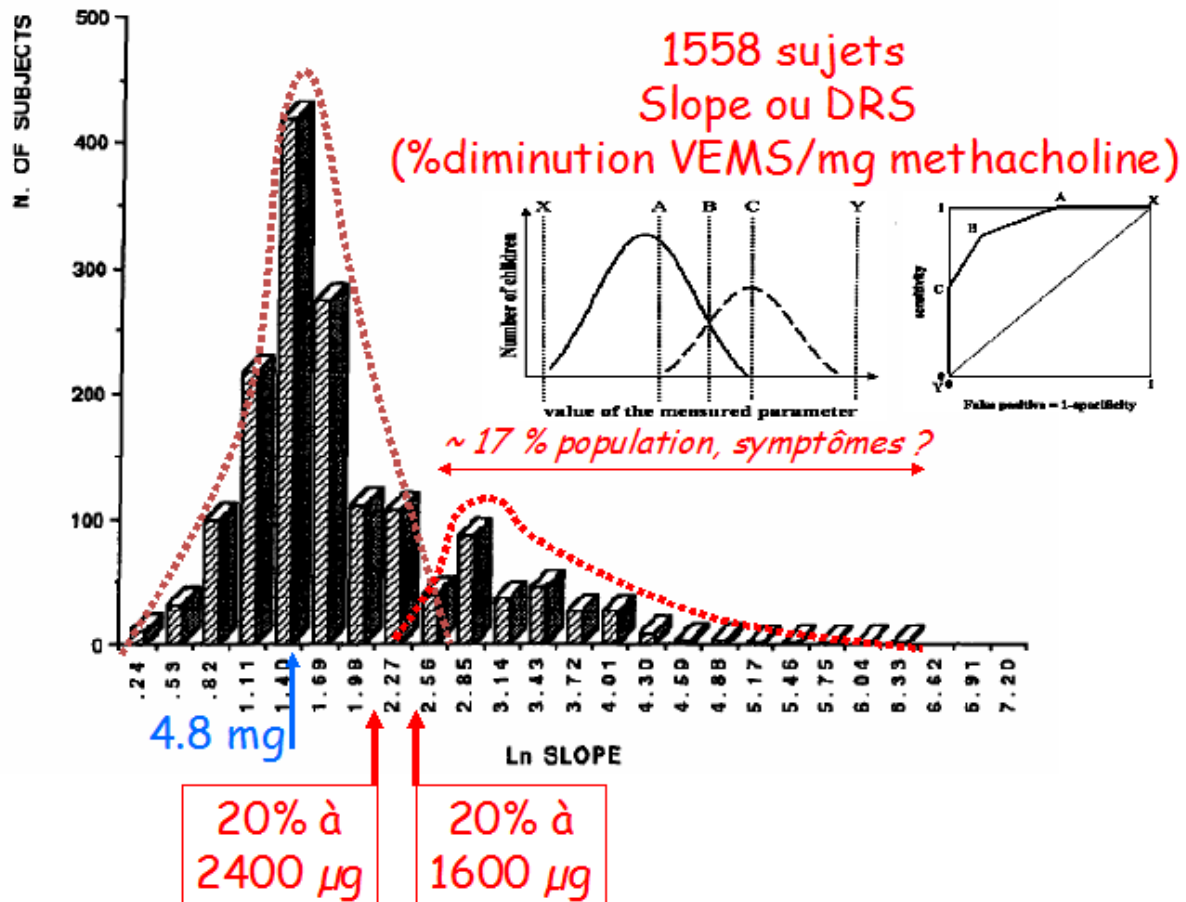 N. OF SUBJECTS
500
400
300
200
100
0
1558 sujets
Slope ou DRS
(%diminution VEMS/mg methacholine)
X A B C Y
Number of children
value of the mensured parameter
A X
1
B
C
sensitivity
0
Y 0 1
False positive = 1-specificity
~ 17 % population, symptômes ?
.24 .53 .82 1.11 1.40 1.69 1.98 2.27 2.56 2.85 3.14 3.43 3.72 4.01 4.30 4.59 4.88 5.17 5.46 5.75 6.04 6.33 6.62 6.91 7.20
4.8 mg
Ln SLOPE
20% à
2400 µg
20% à
1600 µg